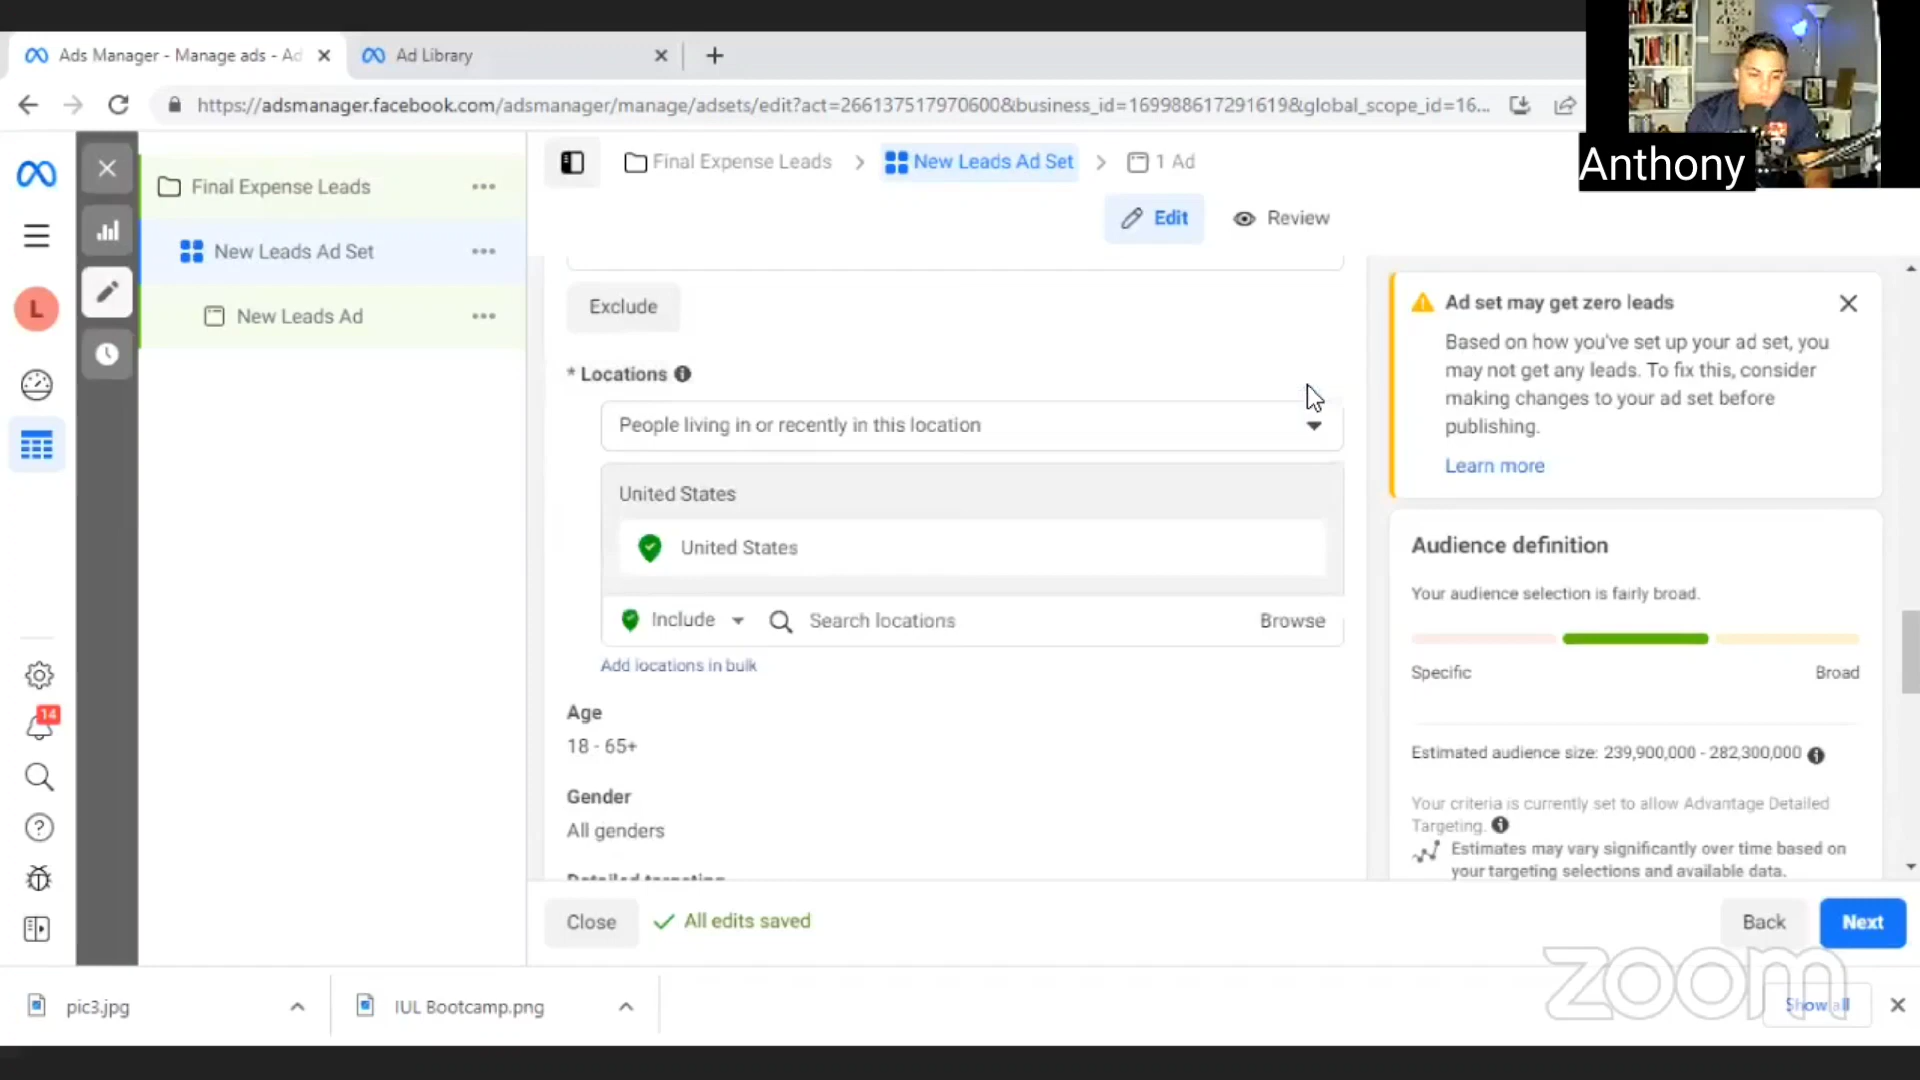 Ads Manager - Manage ads - Ad
Ad Library
https://adsmanager.facebook.com/adsmanager/manage/adsets/edit?act=266137517970600&business_id=169988617291619&global_scope_id=16...
Anthony
L
14
Final Expense Leads
New Leads Ad Set
New Leads Ad
Final Expense Leads
New Leads Ad Set
1 Ad
Edit
Review
Exclude
* Locations
People living in or recently in this location
United States
United States
Include
Search locations
Browse
Add locations in bulk
Age
18 - 65+
Gender
All genders
Detailed targeting
Ad set may get zero leads
Based on how you've set up your ad set, you
may not get any leads. To fix this, consider
making changes to your ad set before
publishing.
Learn more
Audience definition
Your audience selection is fairly broad.
Specific
Broad
Estimated audience size: 239,900,000 - 282,300,000
Your criteria is currently set to allow Advantage Detailed
Targeting.
Estimates may vary significantly over time based on
your targeting selections and available data.
Close
All edits saved
Back
Next
pic3.jpg
IUL Bootcamp.png
Show all
zoom